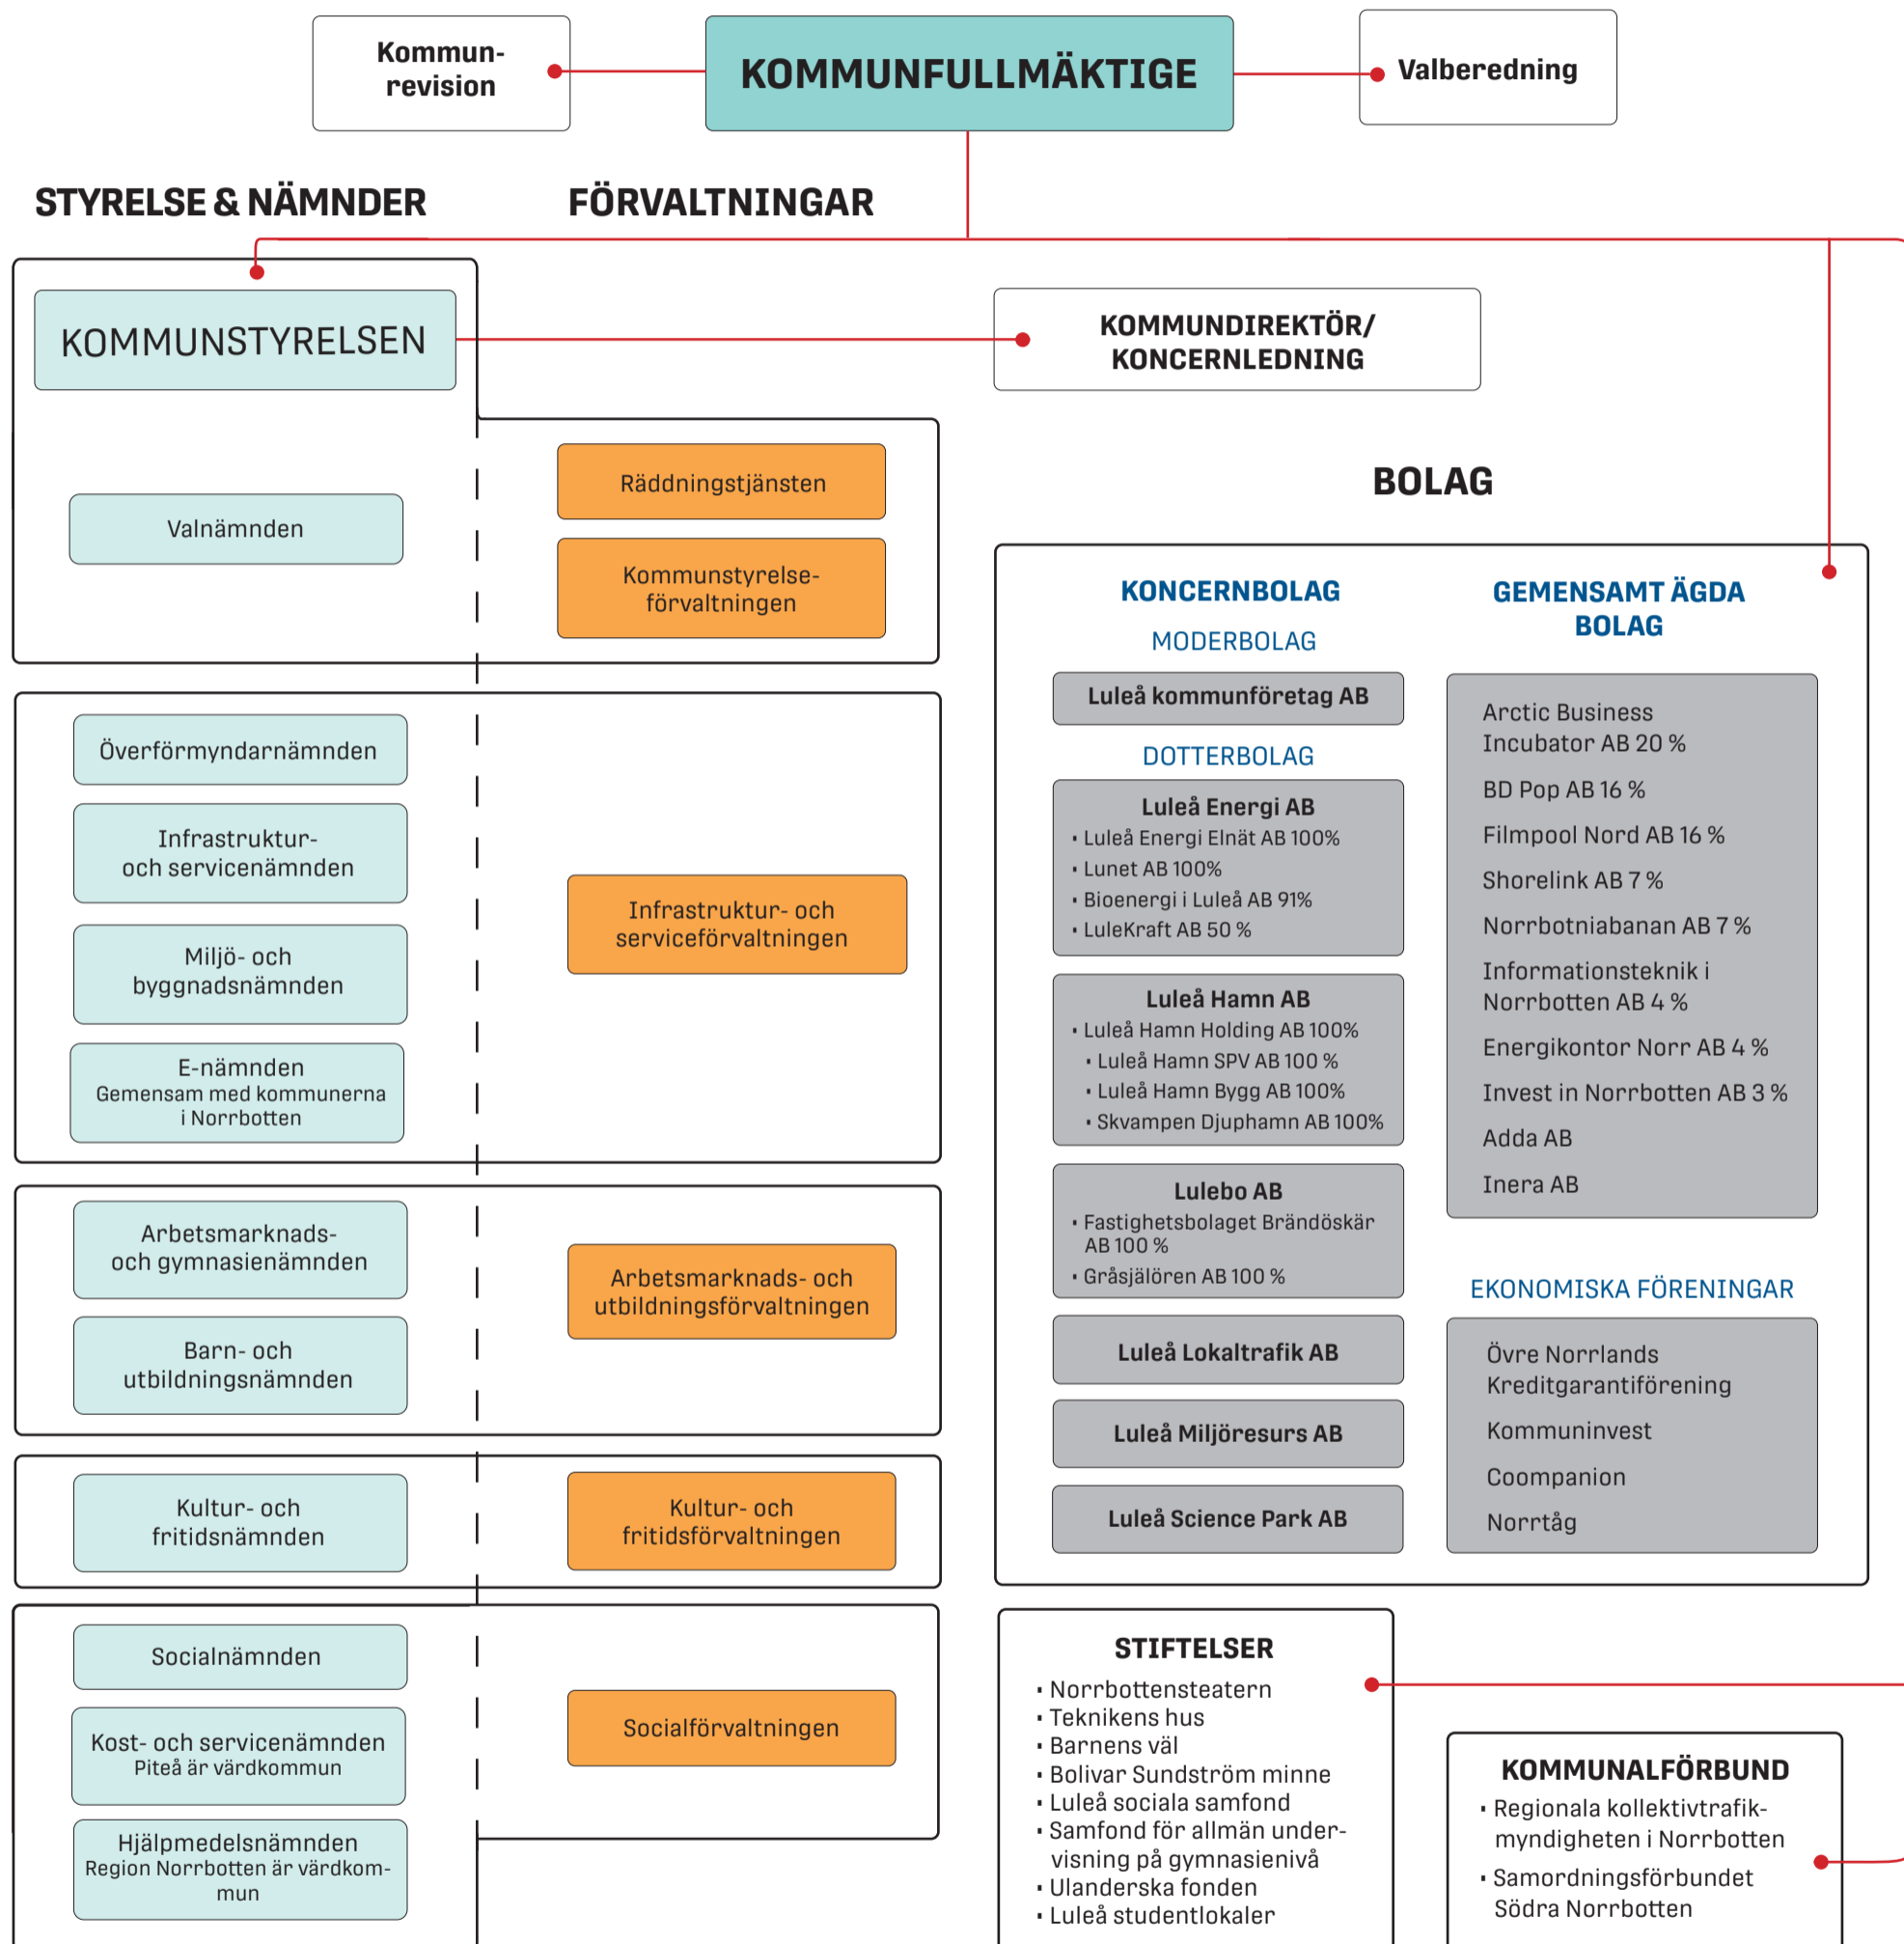 Kommun-
revision
KOMMUNFULLMÄKTIGE
Valberedning
STYRELSE & NÄMNDER
FÖRVALTNINGAR
KOMMUNSTYRELSEN
KOMMUNDIREKTÖR/
KONCERNLEDNING
Valnämnden
Räddningstjänsten
Kommunstyrelse-
förvaltningen
Överförmyndarnämnden
Infrastruktur-
och servicenämnden
Miljö- och
byggnadsnämnden
E-nämnden
Gemensam med kommunerna
i Norrbotten
Infrastruktur- och
serviceförvaltningen
Arbetsmarknads-
och gymnasienämnden
Barn- och
utbildningsnämnden
Arbetsmarknads- och
utbildningsförvaltningen
Kultur- och
fritidsnämnden
Kultur- och
fritidsförvaltningen
Socialnämnden
Kost- och servicenämnden
Piteå är värdkommun
Hjälpmedelsnämnden
Region Norrbotten är värdkom-
mun
Socialförvaltningen
BOLAG
KONCERNBOLAG
MODERBOLAG
Luleå kommunföretag AB
DOTTERBOLAG
Luleå Energi AB
· Luleå Energi Elnät AB 100%
· Lunet AB 100%
· Bioenergi i Luleå AB 91%
· LuleKraft AB 50 %
Luleå Hamn AB
· Luleå Hamn Holding AB 100%
· Luleå Hamn SPV AB 100 %
· Luleå Hamn Bygg AB 100%
· Skvampen Djuphamn AB 100%
Lulebo AB
· Fastighetsbolaget Brändöskär
AB 100 %
· Gråsjälören AB 100 %
Luleå Lokaltrafik AB
Luleå Miljöresurs AB
Luleå Science Park AB
GEMENSAMT ÄGDA
BOLAG
Arctic Business
Incubator AB 20 %
BD Pop AB 16 %
Filmpool Nord AB 16 %
Shorelink AB 7 %
Norrbotniabanan AB 7 %
Informationsteknik i
Norrbotten AB 4 %
Energikontor Norr AB 4 %
Invest in Norrbotten AB 3 %
Adda AB
Inera AB
EKONOMISKA FÖRENINGAR
Övre Norrlands
Kreditgarantiförening
Kommuninvest
Coompanion
Norrtåg
STIFTELSER
· Norrbottensteatern
· Teknikens hus
· Barnens väl
· Bolivar Sundström minne
· Luleå sociala samfond
· Samfond för allmän under-
visning på gymnasienivå
· Ulanderska fonden
· Luleå studentlokaler
KOMMUNALFÖRBUND
· Regionala kollektivtrafik-
myndigheten i Norrbotten
· Samordningsförbundet
Södra Norrbotten